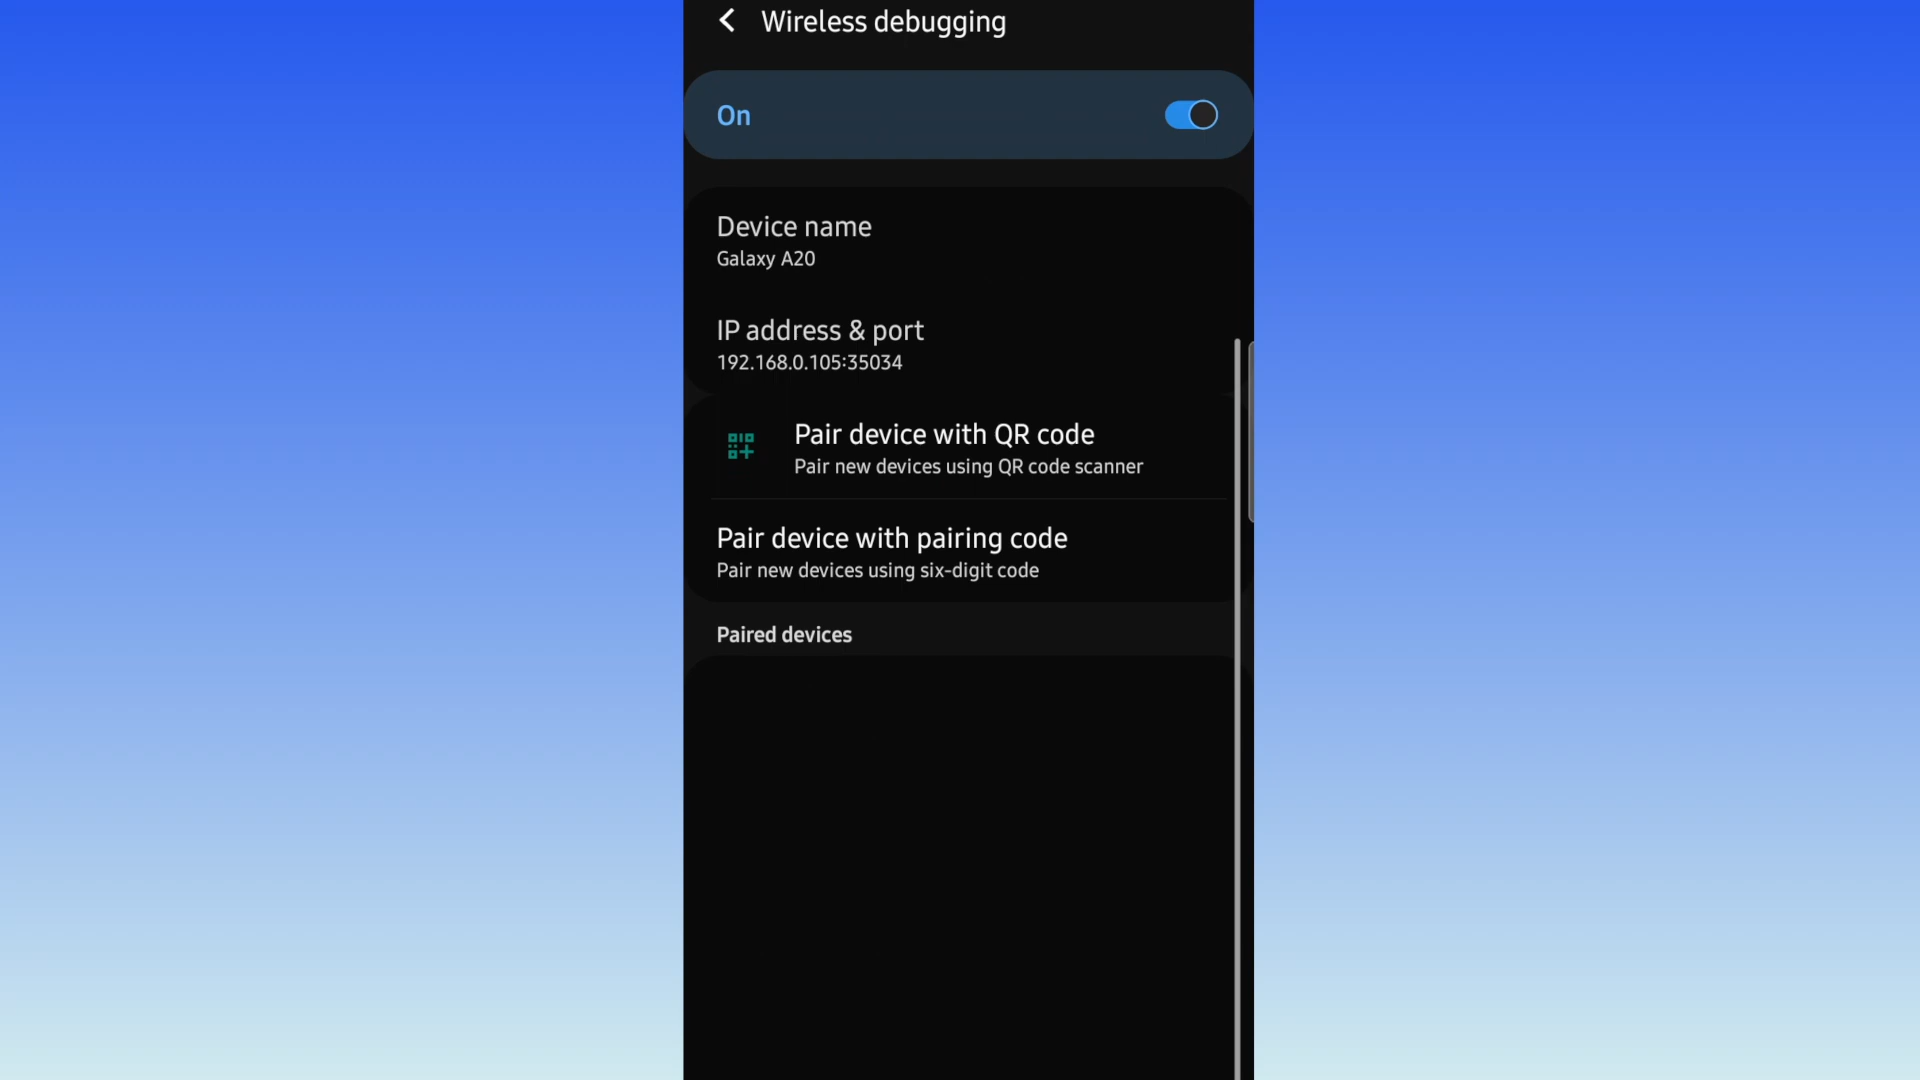 Wireless debugging
On
Device name
Galaxy A20
IP address & port
192.168.0.105:35034
Pair device with QR code
Pair new devices using QR code scanner
Pair device with pairing code
Pair new devices using six-digit code
Paired devices